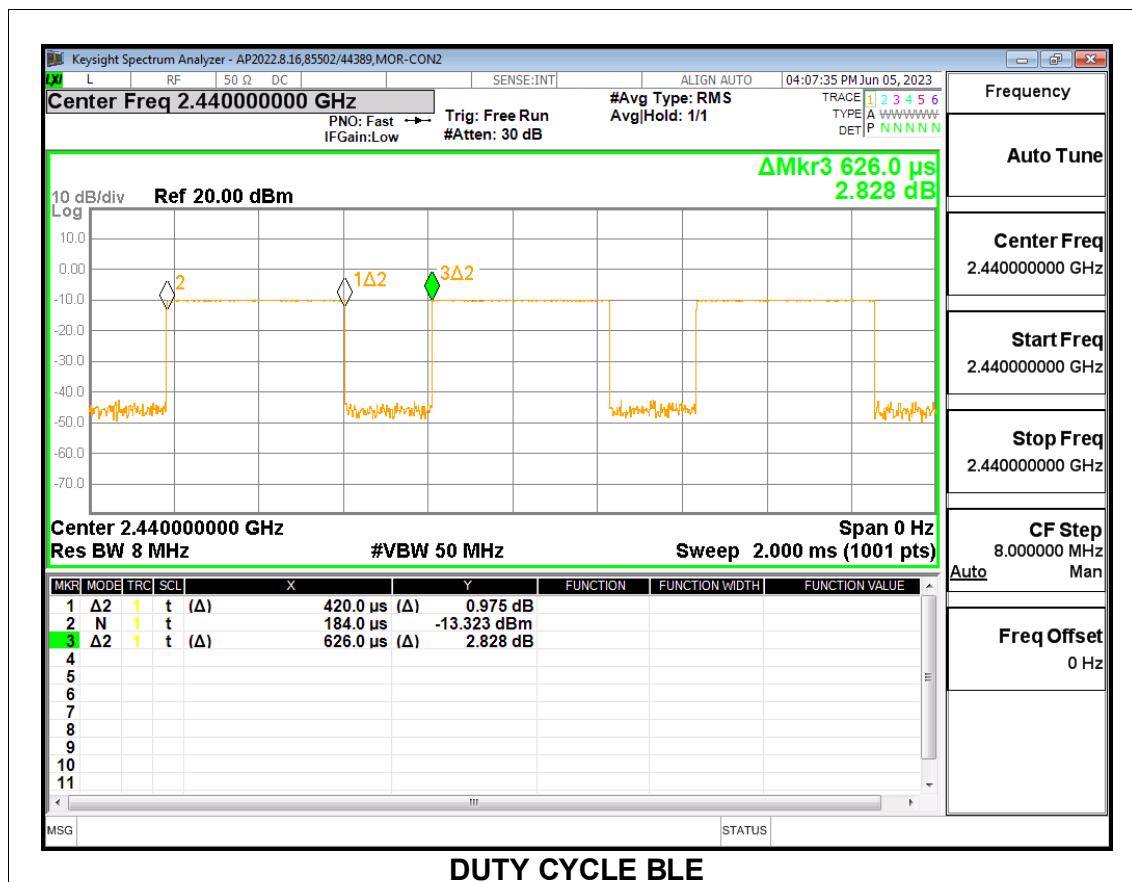 Keysight Spectrum Analyzer - AP2022.8.16,85502/44389,MOR-CON2
LXI L RF 50 Ω DC SENSE:INT ALIGN AUTO 04:07:35 PM Jun 05, 2023
Center Freq 2.440000000 GHz
PNO: Fast
IFGain:Low
Trig: Free Run
#Atten: 30 dB
#Avg Type: RMS
Avg|Hold: 1/1
TRACE 1 2 3 4 5 6
TYPE A WWWWW
DET P N N N N N
ΔMkr3 626.0 µs
2.828 dB
10 dB/div Ref 20.00 dBm
Log
10.0
0.00
-10.0
-20.0
-30.0
-40.0
-50.0
-60.0
-70.0
2
1Δ2
3Δ2
Center 2.440000000 GHz Span 0 Hz
Res BW 8 MHz #VBW 50 MHz Sweep 2.000 ms (1001 pts)
MKR MODE TRC SCL X Y FUNCTION FUNCTION WIDTH FUNCTION VALUE
1 Δ2 1 t (Δ) 420.0 µs (Δ) 0.975 dB
2 N 1 t 184.0 µs -13.323 dBm
3 Δ2 1 t (Δ) 626.0 µs (Δ) 2.828 dB
4
5
6
7
8
9
10
11
MSG STATUS
Frequency
Auto Tune
Center Freq
2.440000000 GHz
Start Freq
2.440000000 GHz
Stop Freq
2.440000000 GHz
CF Step
8.000000 MHz
Auto Man
Freq Offset
0 Hz
DUTY CYCLE BLE